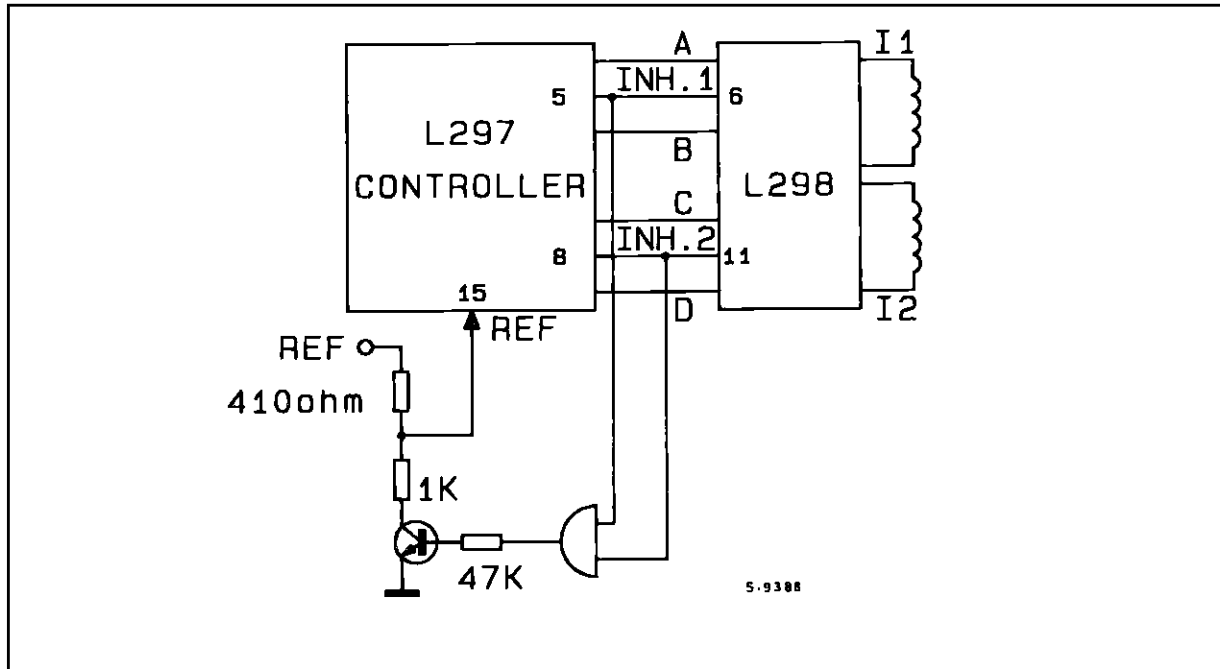 A
I1
INH.1
5
6
L297
CONTROLLER
B
L298
C
INH.2
8
11
15
D
I2
REF
REF
410ohm
1K
47K
S-9388